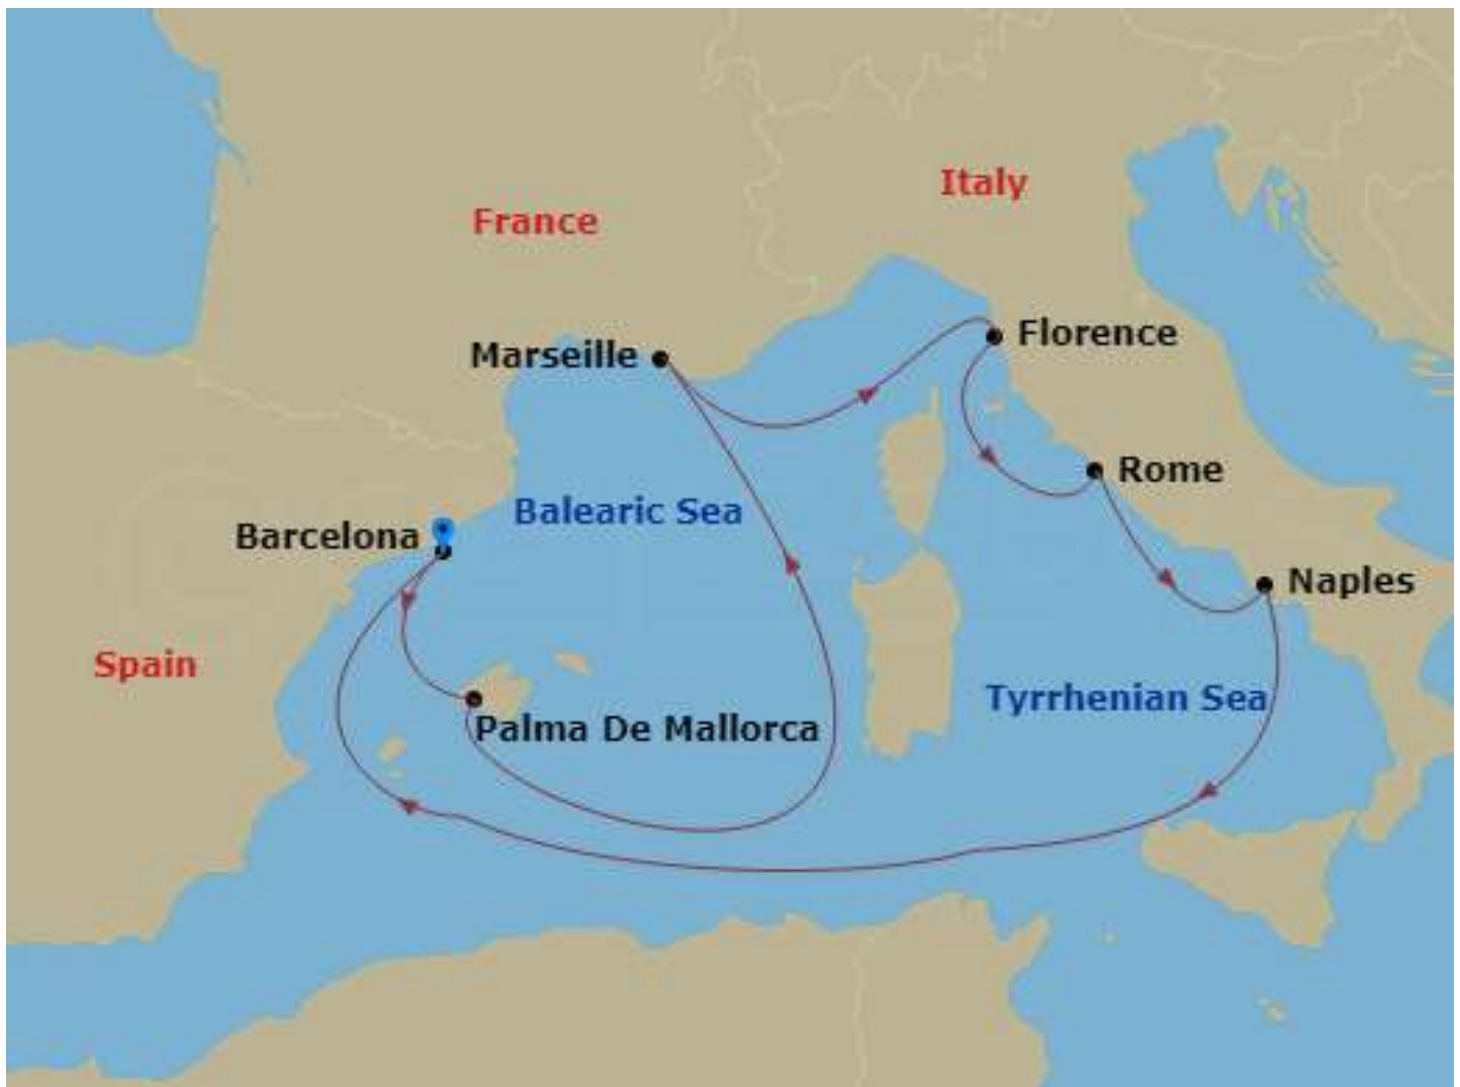 Italy
France
Florence
Marseille
Rome
Balearic Sea
Barcelona
Naples
Spain
Tyrrhenian Sea
Palma De Mallorca